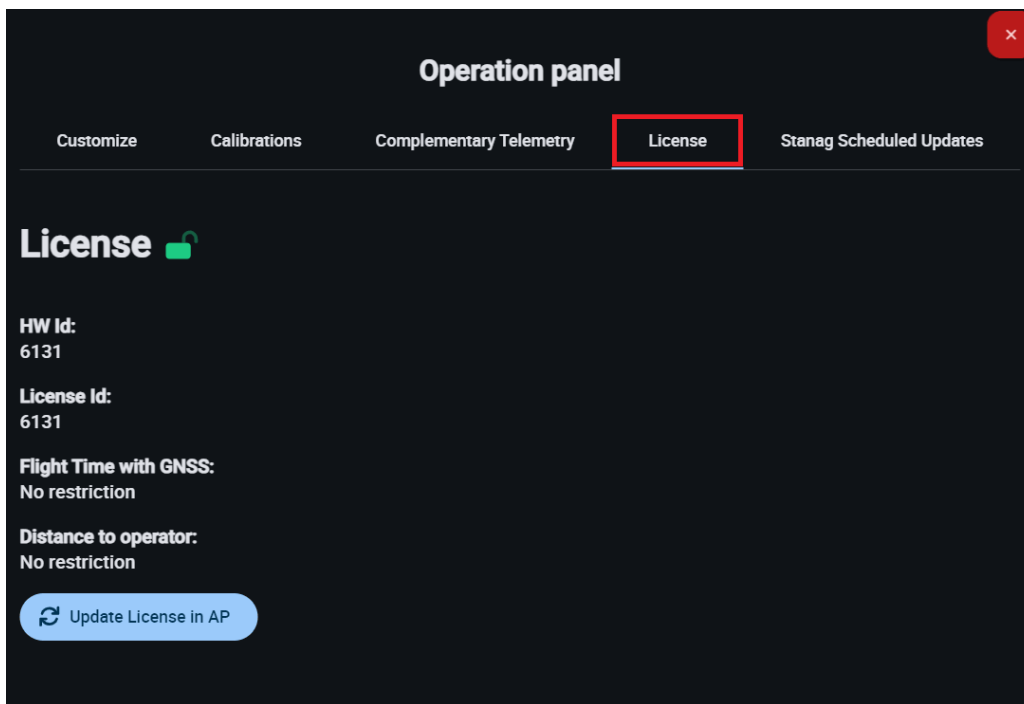 ×
Operation panel
Customize Calibrations Complementary Telemetry License Stanag Scheduled Updates
License
HW Id:
6131
License Id:
6131
Flight Time with GNSS:
No restriction
Distance to operator:
No restriction
Update License in AP